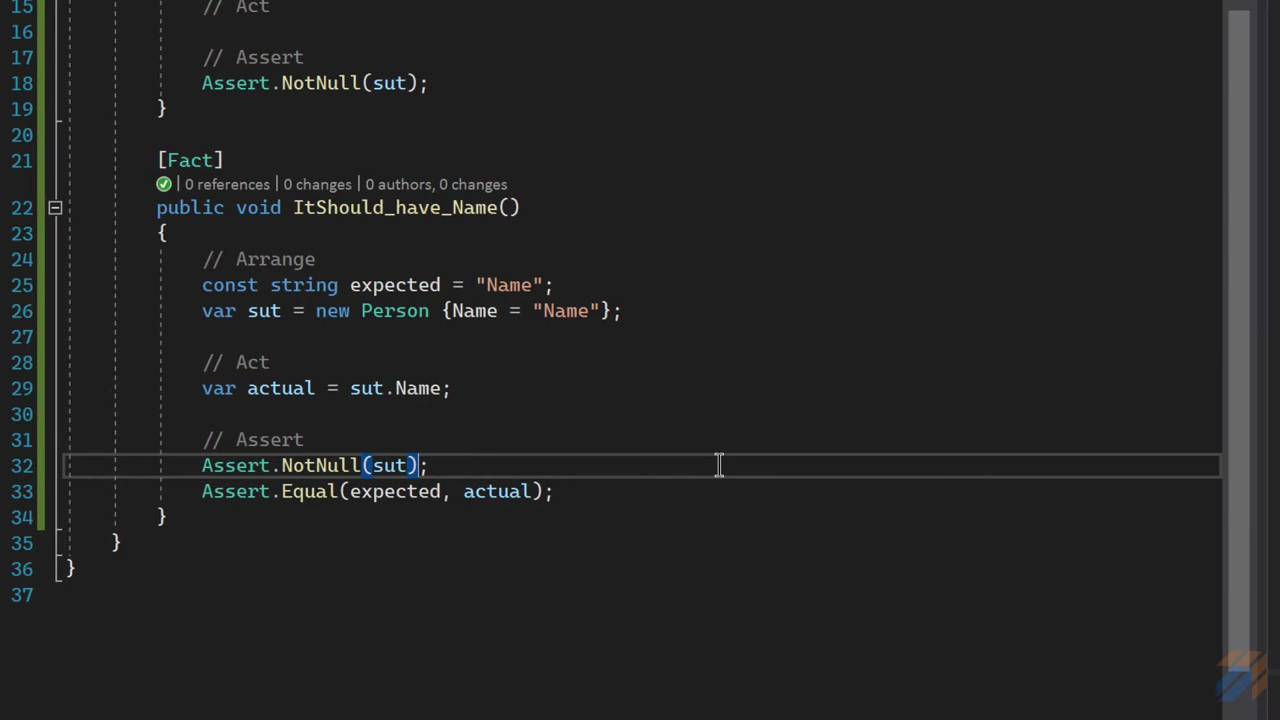 15 // Act
16
17 // Assert
18 Assert.NotNull(sut);
19 }
20
21 [Fact]
0 references | 0 changes | 0 authors, 0 changes
22 public void ItShould_have_Name()
23 {
24 // Arrange
25 const string expected = "Name";
26 var sut = new Person {Name = "Name"};
27
28 // Act
29 var actual = sut.Name;
30
31 // Assert
32 Assert.NotNull(sut);
33 Assert.Equal(expected, actual);
34 }
35 }
36 }
37